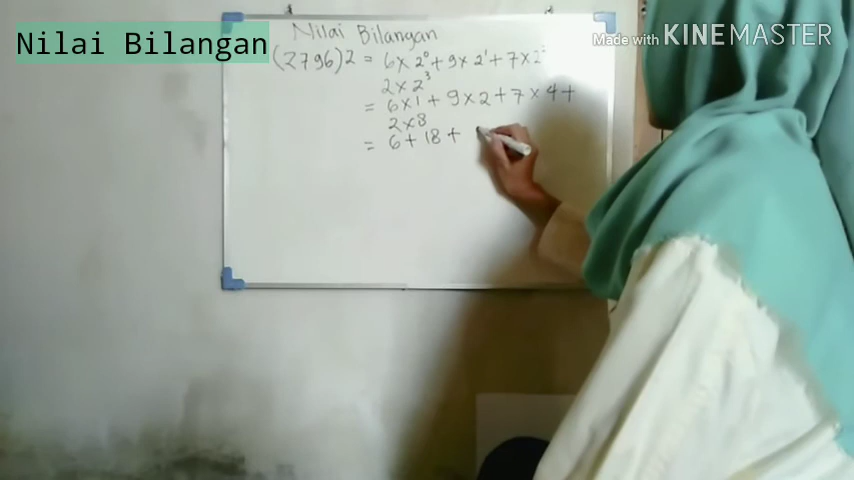 Nilai Bilangan
Made with KINEMASTER
Nilai Bilangan
(2796)2 = 6 × 2⁰ + 9 × 2¹ + 7 × 2²
2 × 2³
= 6 × 1 + 9 × 2 + 7 × 4 +
2 × 8
= 6 + 18 +